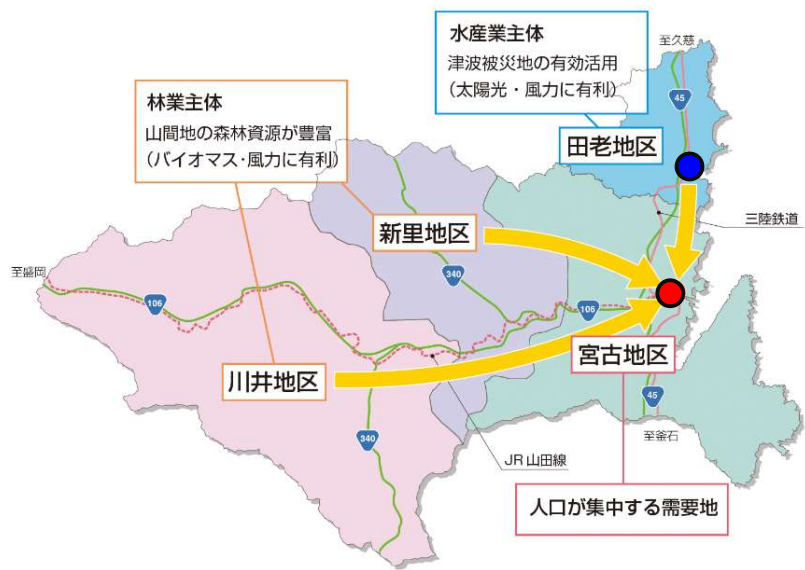 水産業主体
津波被災地の有効活用
(太陽光・風力に有利)
至久慈
45
田老地区
林業主体
山間地の森林資源が豊富
(バイオマス・風力に有利)
三陸鉄道
新里地区
340
至盛岡
106
106
宮古地区
川井地区
45
340
至釜石
JR山田線
人口が集中する需要地